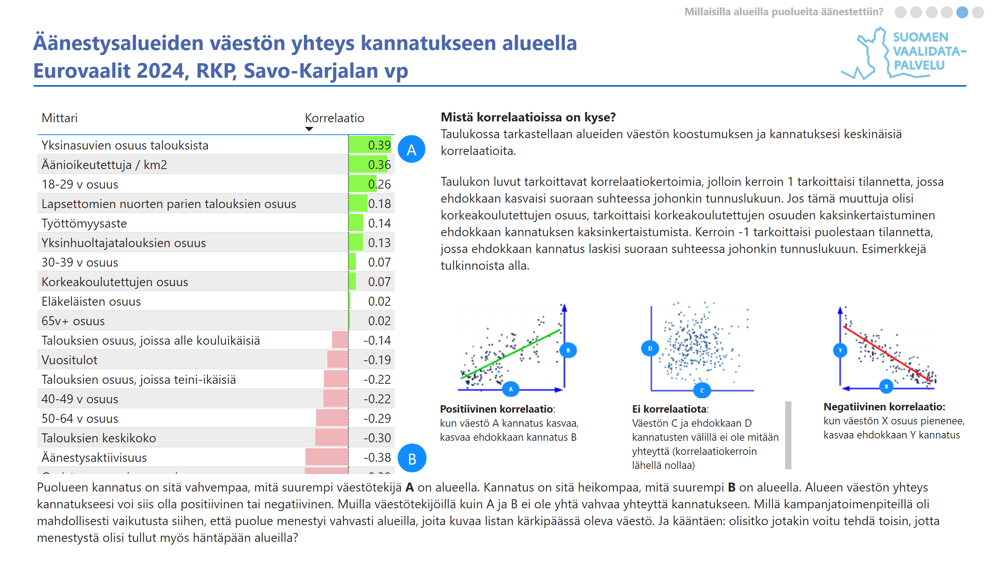 Millaisilla alueilla puolueita äänestettiin?
Äänestysalueiden väestön yhteys kannatukseen alueella
Eurovaalit 2024, RKP, Savo-Karjalan vp
SUOMEN
VAALIDATA-
PALVELU
Mittari Korrelaatio
Yksinasuvien osuus talouksista 0.39
Äänioikeutettuja / km2 0.36
18-29 v osuus 0.26
Lapsettomien nuorten parien talouksien osuus 0.18
Työttömyysaste 0.14
Yksinhuoltajatalouksien osuus 0.13
30-39 v osuus 0.07
Korkeakoulutettujen osuus 0.07
Eläkeläisten osuus 0.02
65v+ osuus 0.02
Talouksien osuus, joissa alle kouluikäisiä -0.14
Vuositulot -0.19
Talouksien osuus, joissa teini-ikäisiä -0.22
40-49 v osuus -0.22
50-64 v osuus -0.29
Talouksien keskikoko -0.30
Äänestysaktiivisuus -0.38
A
B
Mistä korrelaatioissa on kyse?
Taulukossa tarkastellaan alueiden väestön koostumuksen ja kannatuksesi keskinäisiä
korrelaatioita.
Taulukon luvut tarkoittavat korrelaatiokertoimia, jolloin kerroin 1 tarkoittaisi tilannetta, jossa
ehdokkaan kasvaisi suoraan suhteessa johonkin tunnuslukuun. Jos tämä muuttuja olisi
korkeakoulutettujen osuus, tarkoittaisi korkeakoulutettujen osuuden kaksinkertaistuminen
ehdokkaan kannatuksen kaksinkertaistumista. Kerroin -1 tarkoittaisi puolestaan tilannetta,
jossa ehdokkaan kannatus laskisi suoraan suhteessa johonkin tunnuslukuun. Esimerkkejä
tulkinnoista alla.
B
A
Positiivinen korrelaatio:
kun väestö A kannatus kasvaa,
kasvaa ehdokkaan kannatus B
D
C
Ei korrelaatiota:
Väestön C ja ehdokkaan D
kannatusten välillä ei ole mitään
yhteyttä (korrelaatiokerroin
lähellä nollaa)
Y
X
Negatiivinen korrelaatio:
kun väestön X osuus pienenee,
kasvaa ehdokkaan Y kannatus
Puolueen kannatus on sitä vahvempaa, mitä suurempi väestötekijä A on alueella. Kannatus on sitä heikompaa, mitä suurempi B on alueella. Alueen väestön yhteys
kannatukseesi voi siis olla positiivinen tai negatiivinen. Muilla väestötekijöillä kuin A ja B ei ole yhtä vahvaa yhteyttä kannatukseen. Millä kampanjatoimenpiteillä oli
mahdollisesti vaikutusta siihen, että puolue menestyi vahvasti alueilla, joita kuvaa listan kärkipäässä oleva väestö. Ja kääntäen: olisitko jotakin voitu tehdä toisin, jotta
menestystä olisi tullut myös häntäpään alueilla?